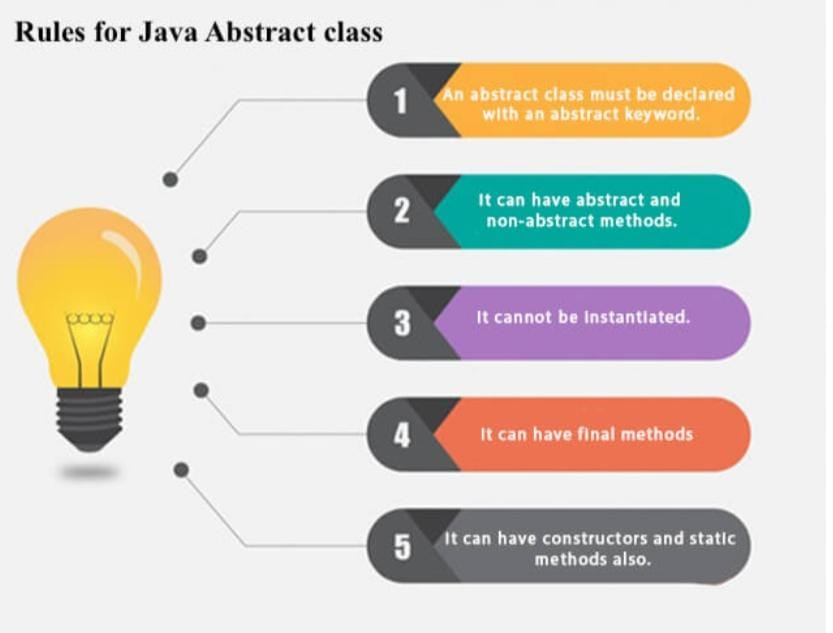 Rules for Java Abstract class
1
An abstract class must be declared
with an abstract keyword.
2
It can have abstract and
non-abstract methods.
3
It cannot be instantiated.
4
It can have final methods
5
It can have constructors and static
methods also.